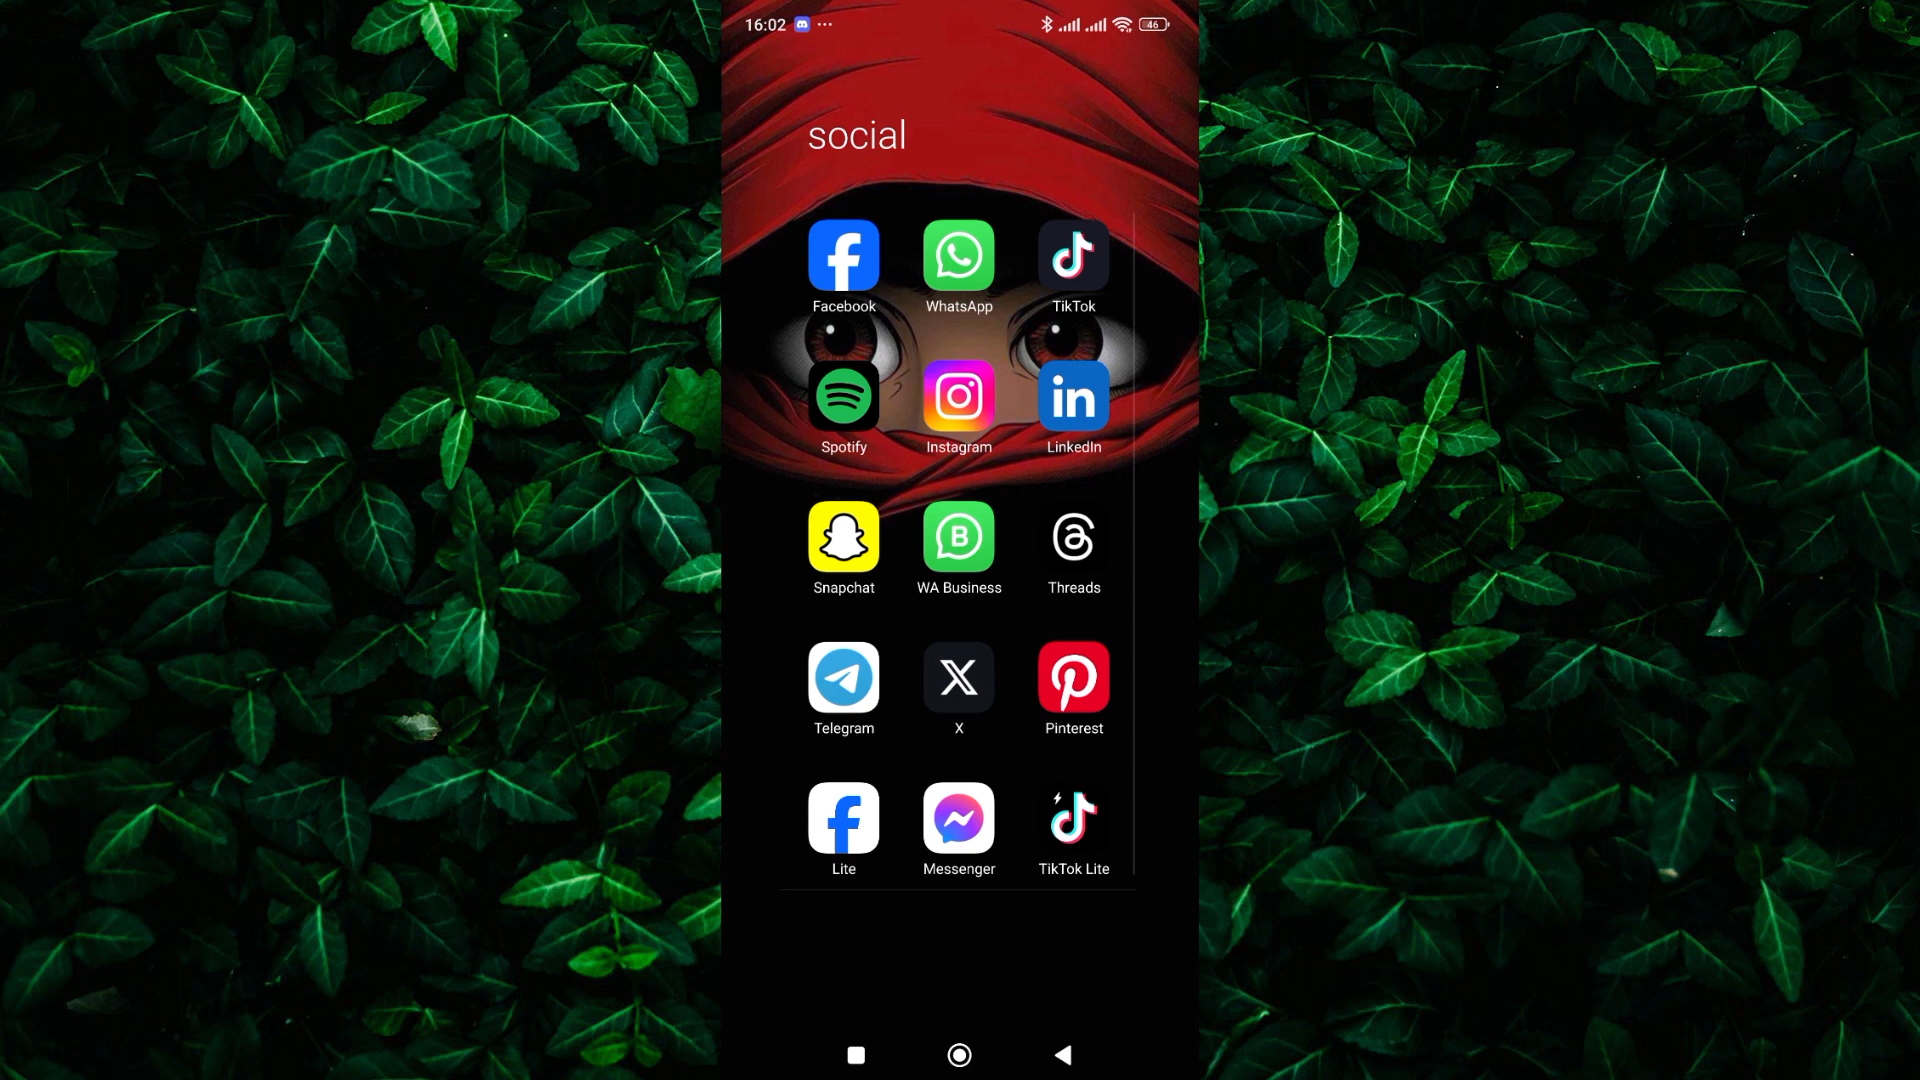 16:02
46
social
Facebook WhatsApp TikTok
Spotify Instagram LinkedIn
Snapchat WA Business Threads
Telegram X Pinterest
Lite Messenger TikTok Lite